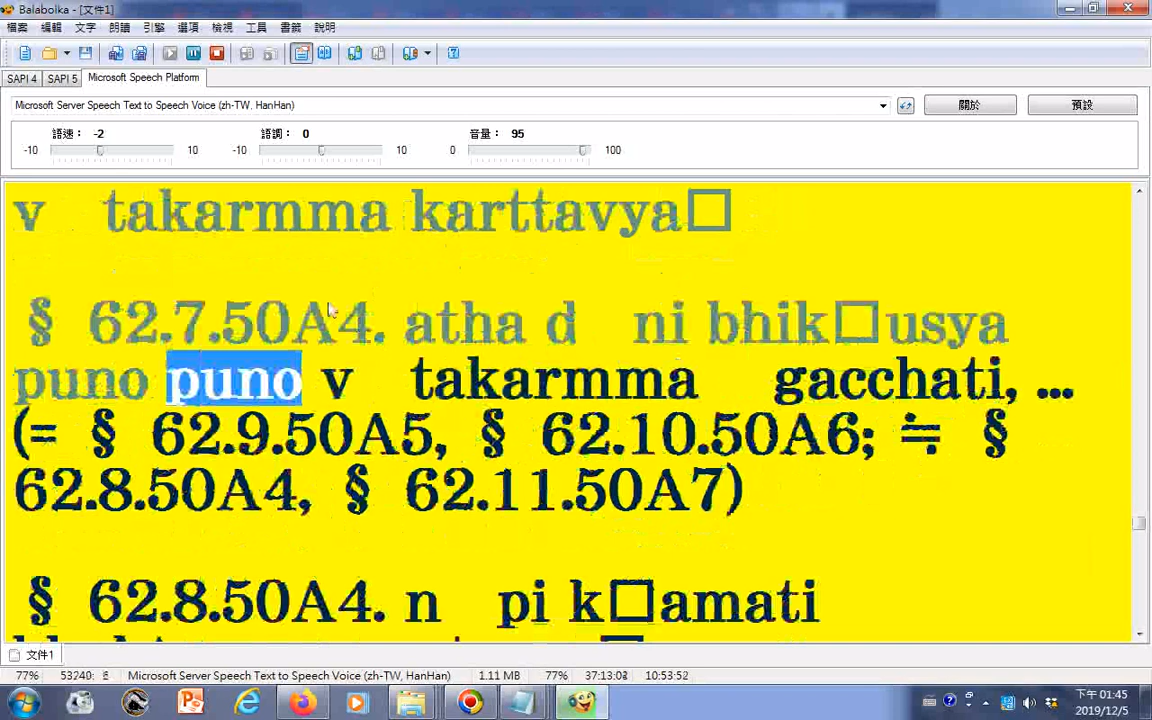 Balabolka - [文件1]
檔案 編輯 文字 朗讀 引擎 選項 檢視 工具 書籤 說明
SAPI 4 SAPI 5 Microsoft Speech Platform
Microsoft Server Speech Text to Speech Voice (zh-TW, HanHan) 關於 預設
語速： -2 語調： 0 音量： 95
-10 10 -10 10 0 100
v takarmma karttavya□
§ 62.7.50A4. atha d ni bhik□usya
puno puno v takarmma gacchati, ...
(= § 62.9.50A5, § 62.10.50A6; ≒ §
62.8.50A4, § 62.11.50A7)
§ 62.8.50A4. n pi k□amati
文件1
77% Microsoft Server Speech Text to Speech Voice (zh-TW, HanHan) 1.11 MB 77% 10:53:52
下午 01:45
2019/12/5